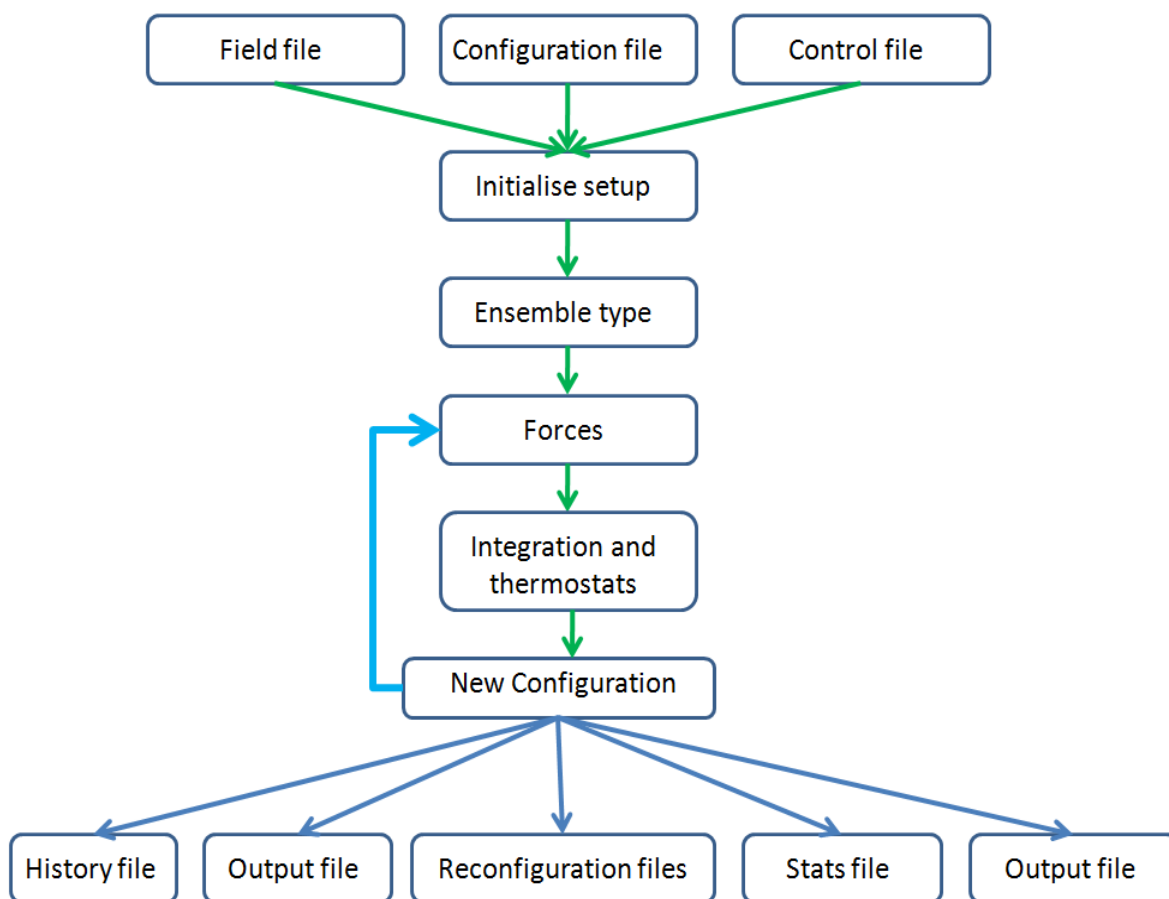 Field file
Configuration file
Control file
Initialise setup
Ensemble type
Forces
Integration and
thermostats
New Configuration
History file
Output file
Reconfiguration files
Stats file
Output file